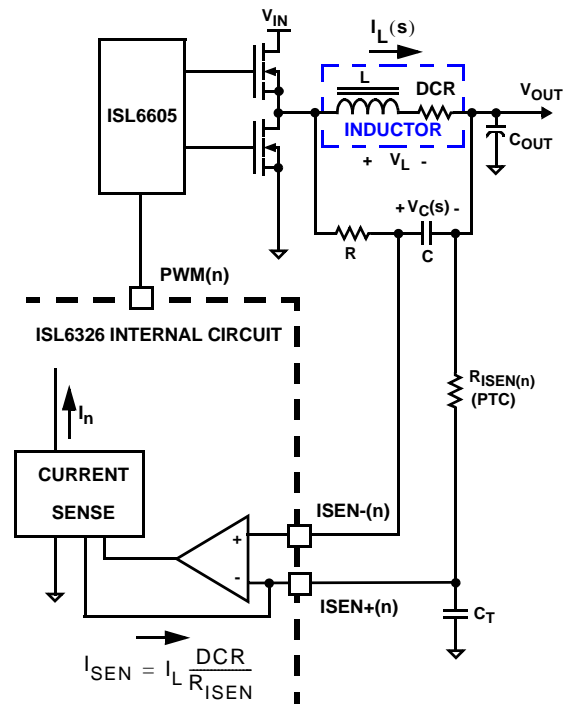 V_IN
I_L(s)
ISL6605
L
DCR
V_OUT
INDUCTOR
C_OUT
+ V_L -
+ V_C(s) -
R
C
PWM(n)
ISL6326 INTERNAL CIRCUIT
R_ISEN(n)
(PTC)
I_n
CURRENT
SENSE
ISEN-(n)
+
-
ISEN+(n)
C_T
I_SEN = I_L DCR/R_ISEN